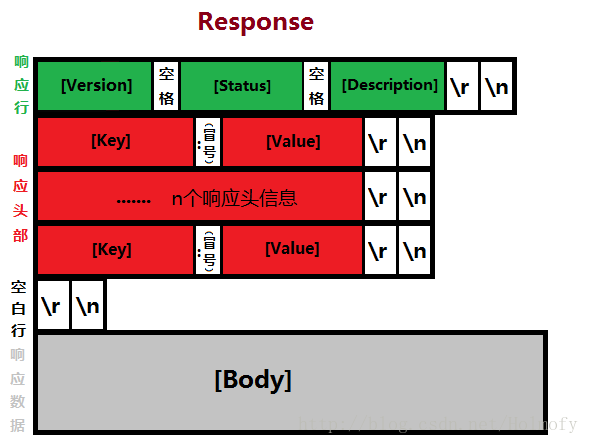 Response
响应行
[Version] 空格 [Status] 空格 [Description] \r \n
响应头部
[Key] :(冒号) [Value] \r \n
....... n个响应头信息 \r \n
[Key] :(冒号) [Value] \r \n
空白行
\r \n
响应数据
[Body]